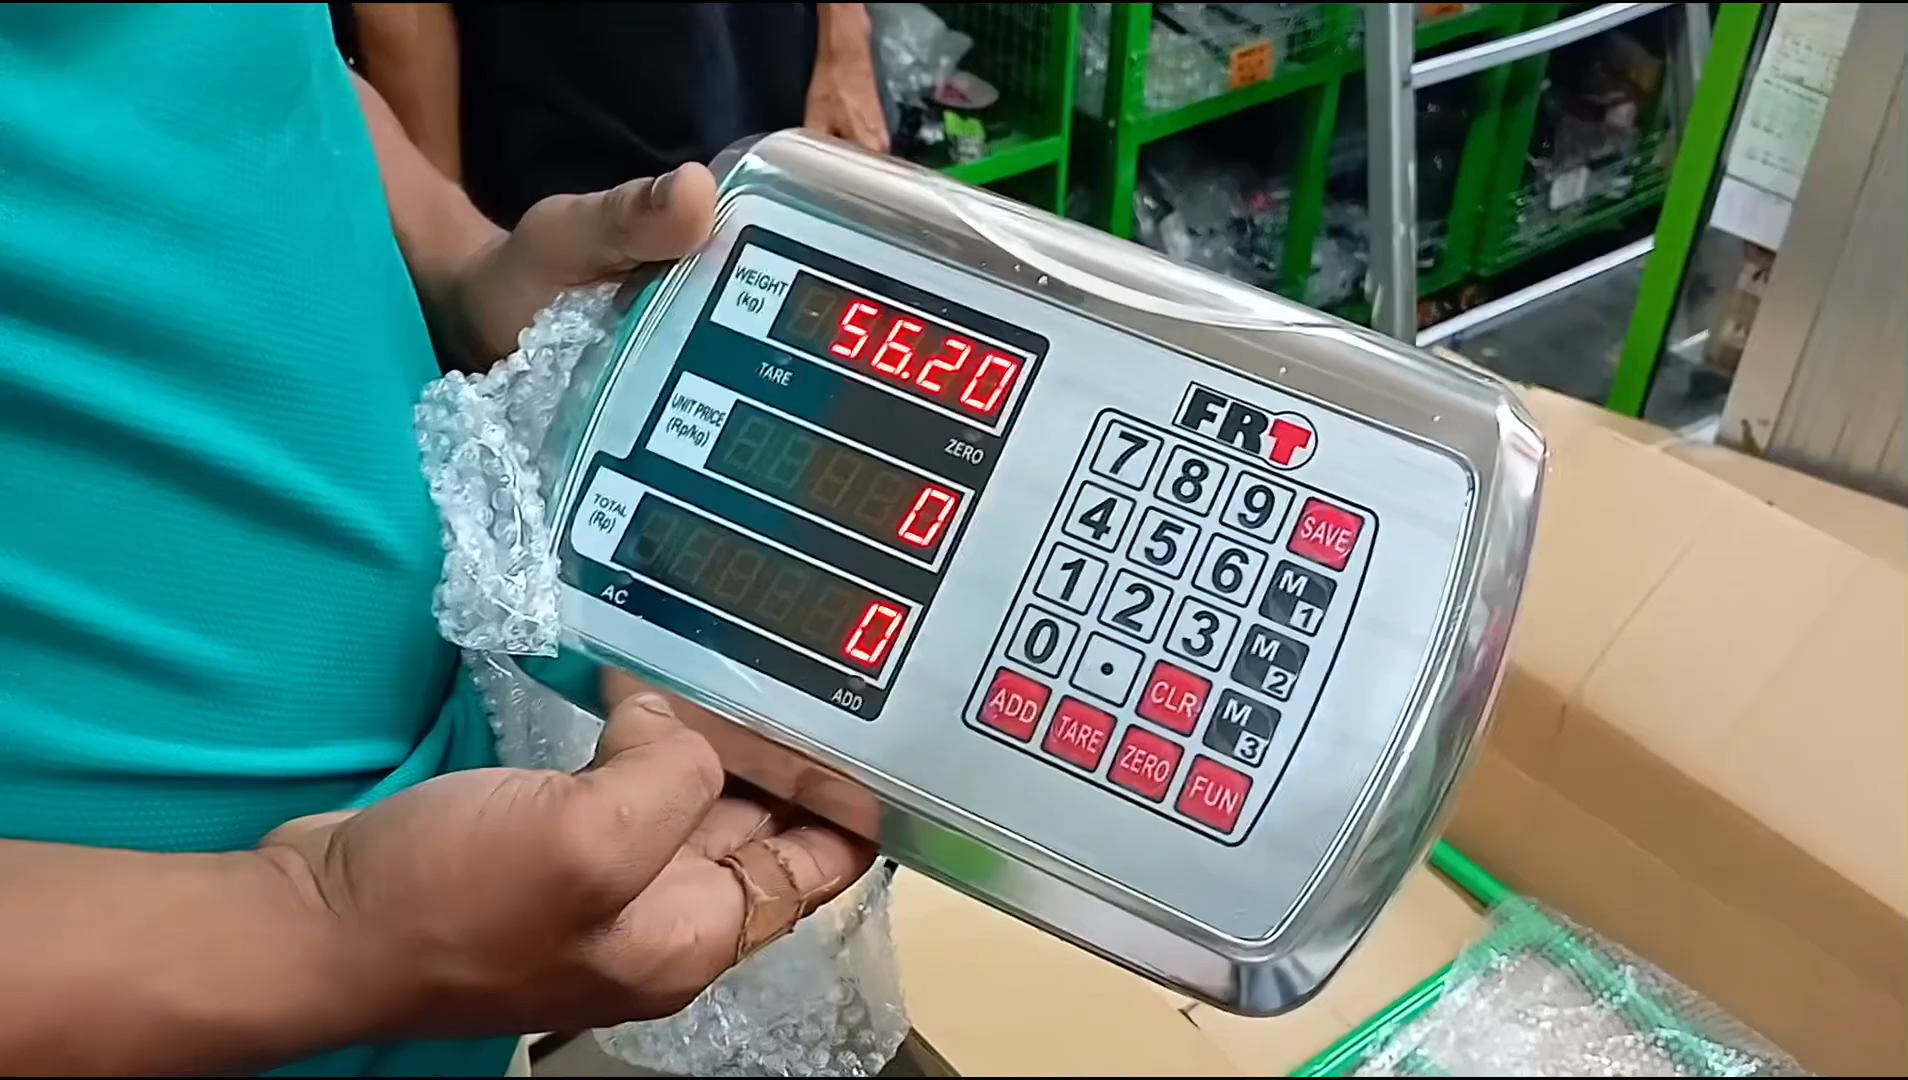 WEIGHT
(kg)
56.20
TARE
ZERO
UNIT PRICE
(Rp/kg)
0
TOTAL
(Rp)
0
AC
ADD
FRT
7 8 9 SAVE
4 5 6 M1
1 2 3 M2
0 . CLR M3
ADD TARE ZERO FUN